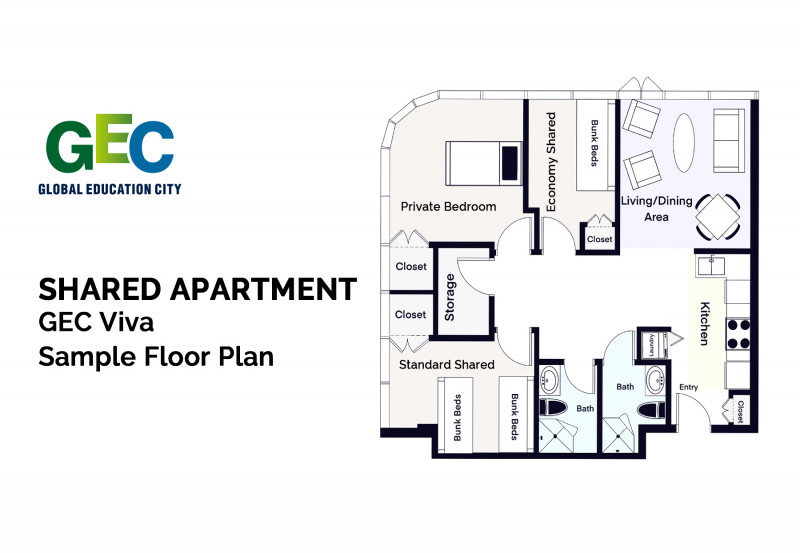 GEC
GLOBAL EDUCATION CITY
SHARED APARTMENT
GEC Viva
Sample Floor Plan
Private Bedroom
Economy Shared
Bunk Beds
Closet
Living/Dining
Area
Closet
Storage
Closet
Standard Shared
Bunk Beds
Bunk Beds
Bath
Bath
Laundry
Kitchen
Entry
Closet